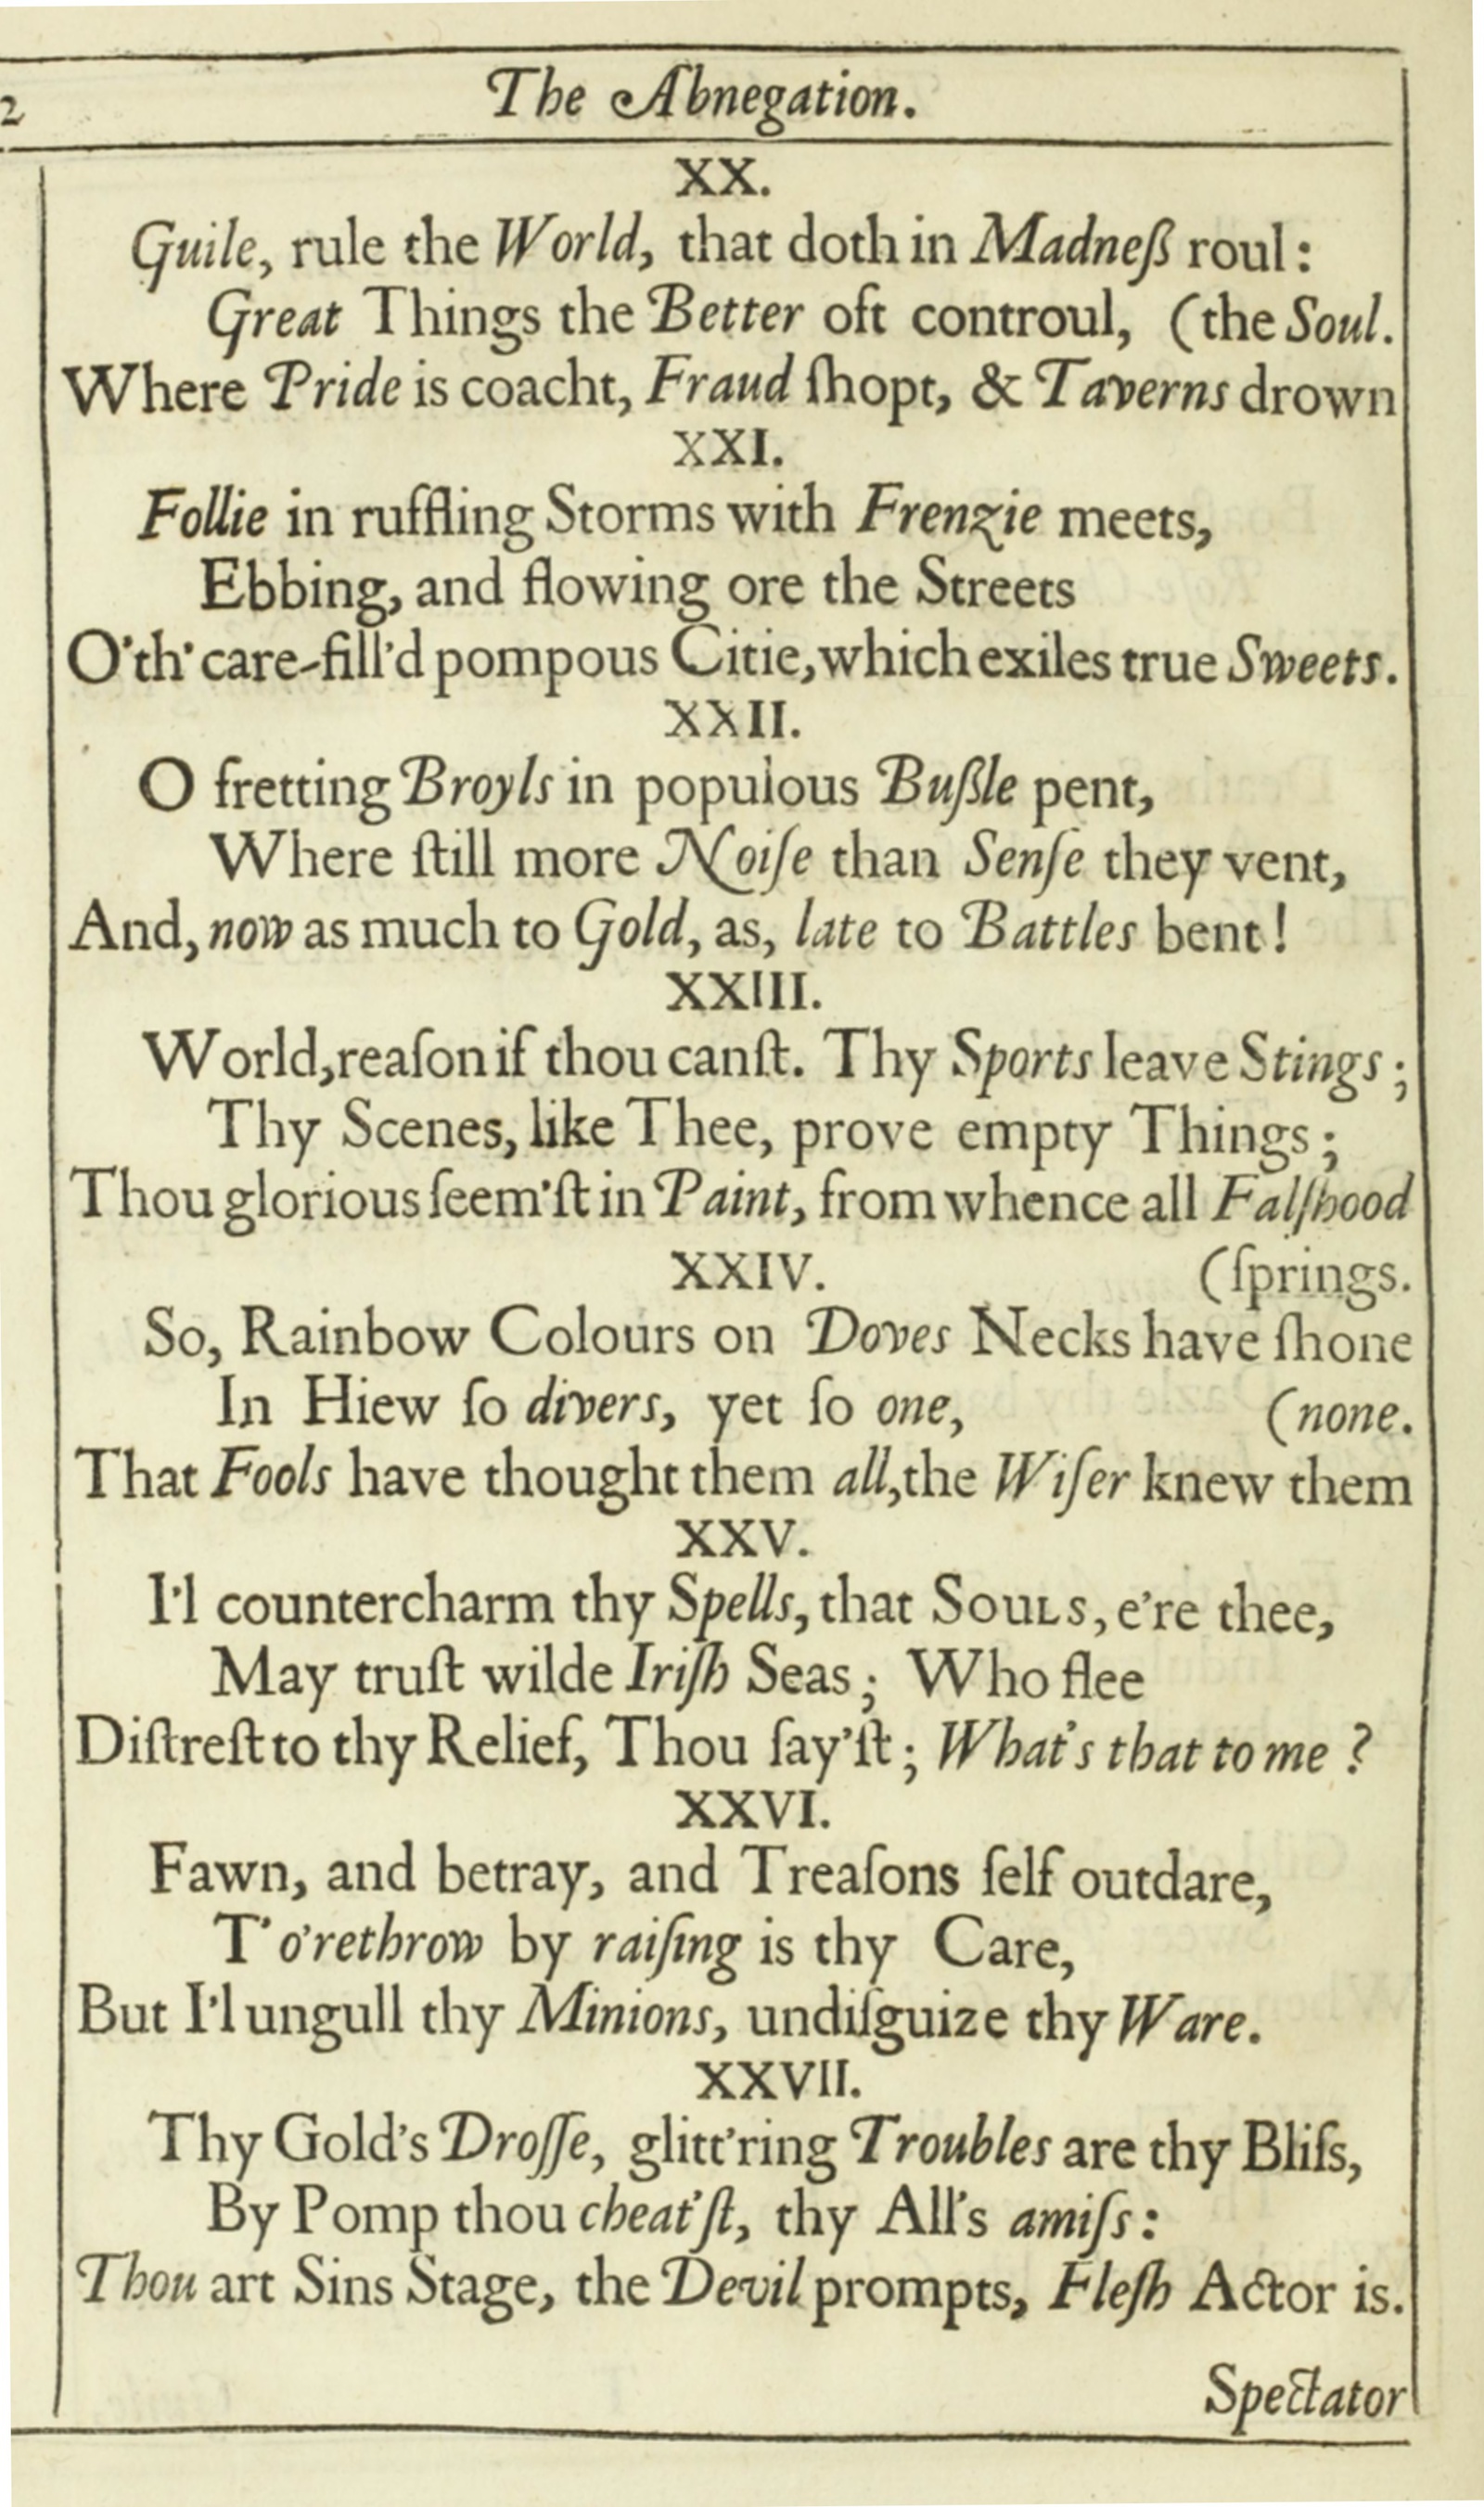 2
The Abnegation.
XX.
Guile, rule the World, that doth in Madneß roul:
Great Things the Better oft controul, (the Soul.
Where Pride is coacht, Fraud ſhopt, & Taverns drown
XXI.
Follie in ruffling Storms with Frenzie meets,
Ebbing, and flowing ore the Streets
O'th' care-fill'd pompous Citie, which exiles true Sweets.
XXII.
O fretting Broyls in populous Bußle pent,
Where ſtill more Noiſe than Senſe they vent,
And, now as much to Gold, as, late to Battles bent!
XXIII.
World, reaſon if thou canſt. Thy Sports leave Stings;
Thy Scenes, like Thee, prove empty Things;
Thou glorious ſeem'ſt in Paint, from whence all Falſhood
XXIV. (ſprings.
So, Rainbow Colours on Doves Necks have ſhone
In Hiew ſo divers, yet ſo one, (none.
That Fools have thought them all, the Wiſer knew them
XXV.
I'l countercharm thy Spells, that SOULS, e're thee,
May truſt wilde Iriſh Seas; Who flee
Diſtreſt to thy Relief, Thou ſay'ſt; What's that to me?
XXVI.
Fawn, and betray, and Treaſons ſelf outdare,
T' o'rethrow by raiſing is thy Care,
But I'l ungull thy Minions, undiſguize thy Ware.
XXVII.
Thy Gold's Droſſe, glitt'ring Troubles are thy Bliſs,
By Pomp thou cheat'ſt, thy All's amiſs:
Thou art Sins Stage, the Devil prompts, Fleſh Actor is.
Spectator